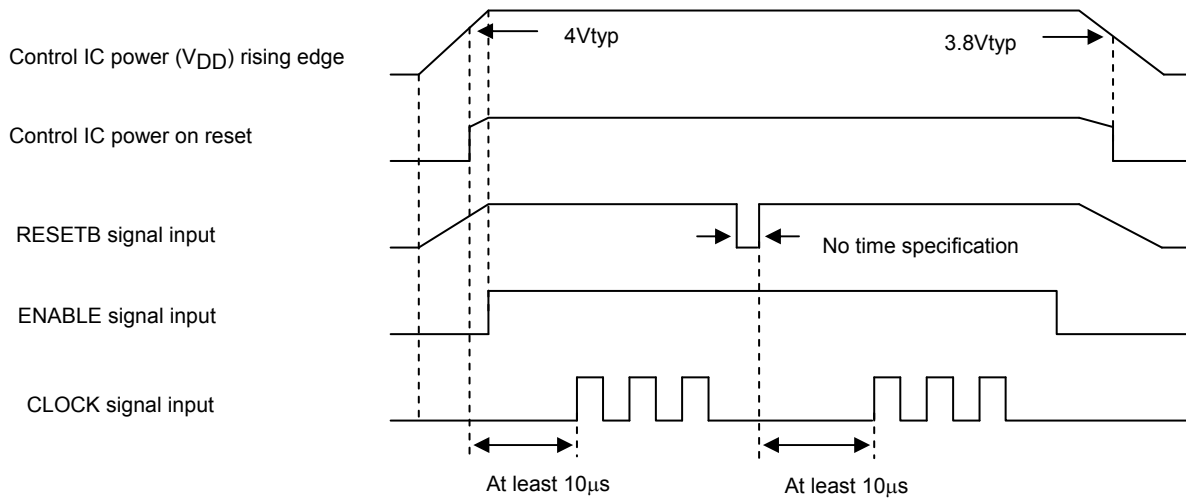 4Vtyp
3.8Vtyp
Control IC power (VDD) rising edge
Control IC power on reset
RESETB signal input
No time specification
ENABLE signal input
CLOCK signal input
At least 10μs
At least 10μs